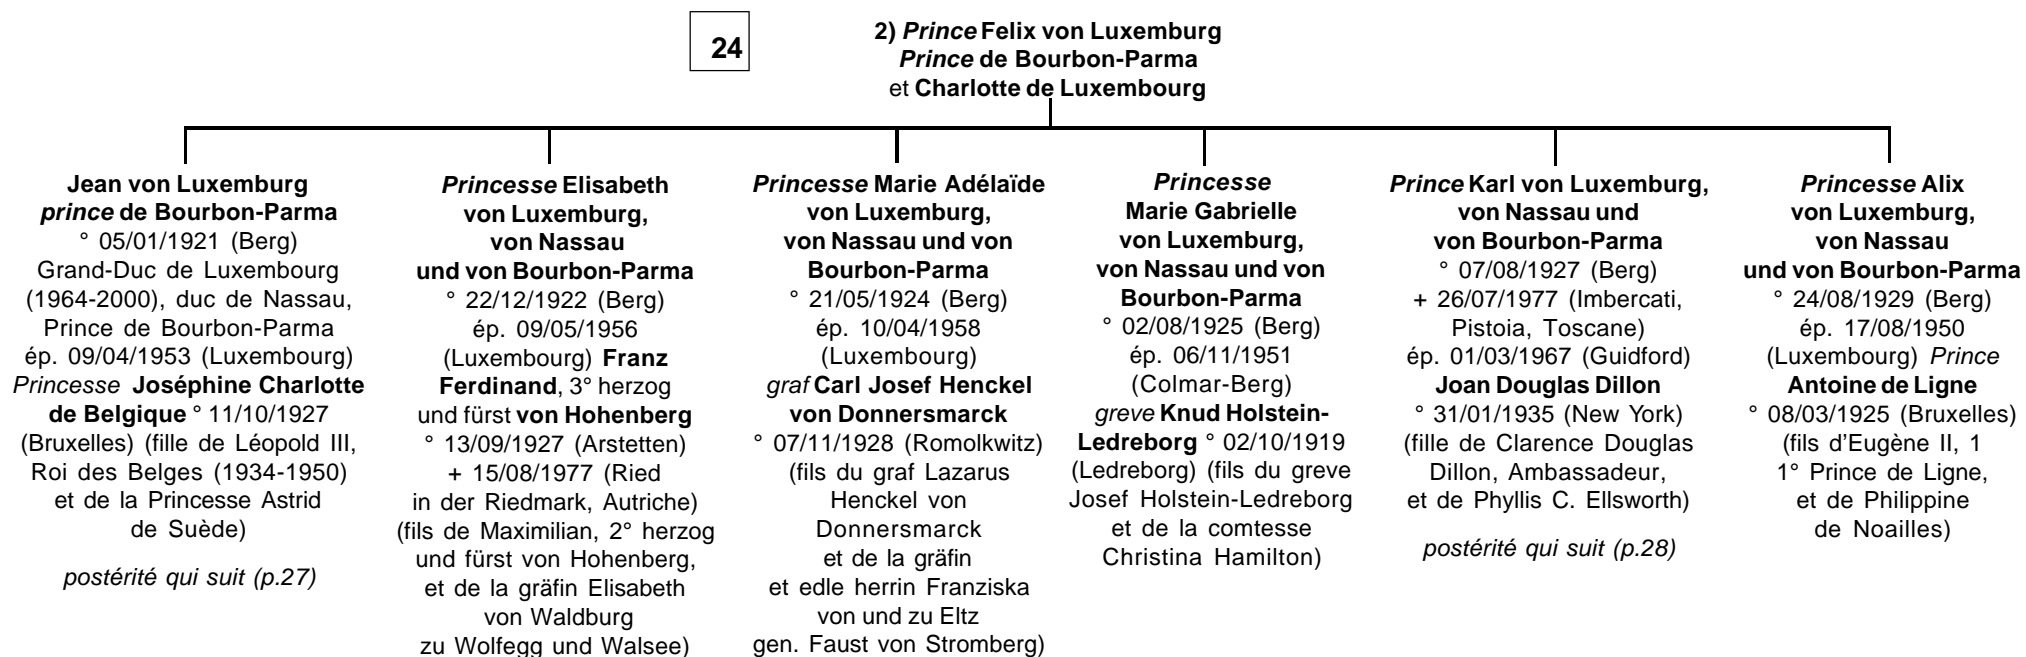 24
2) Prince Felix von Luxemburg
Prince de Bourbon-Parma
et Charlotte de Luxembourg
Jean von Luxemburg
prince de Bourbon-Parma
° 05/01/1921 (Berg)
Grand-Duc de Luxembourg
(1964-2000), duc de Nassau,
Prince de Bourbon-Parma
ép. 09/04/1953 (Luxembourg)
Princesse Joséphine Charlotte
de Belgique ° 11/10/1927
(Bruxelles) (fille de Léopold III,
Roi des Belges (1934-1950)
et de la Princesse Astrid
de Suède)
postérité qui suit (p.27)
Princesse Elisabeth
von Luxemburg,
von Nassau
und von Bourbon-Parma
° 22/12/1922 (Berg)
ép. 09/05/1956
(Luxembourg) Franz
Ferdinand, 3° herzog
und fürst von Hohenberg
° 13/09/1927 (Arstetten)
+ 15/08/1977 (Ried
in der Riedmark, Autriche)
(fils de Maximilian, 2° herzog
und fürst von Hohenberg,
et de la gräfin Elisabeth
von Waldburg
zu Wolfegg und Walsee)
Princesse Marie Adélaïde
von Luxemburg,
von Nassau und von
Bourbon-Parma
° 21/05/1924 (Berg)
ép. 10/04/1958
(Luxembourg)
graf Carl Josef Henckel
von Donnersmarck
° 07/11/1928 (Romolkwitz)
(fils du graf Lazarus
Henckel von
Donnersmarck
et de la gräfin
et edle herrin Franziska
von und zu Eltz
gen. Faust von Stromberg)
Princesse
Marie Gabrielle
von Luxemburg,
von Nassau und von
Bourbon-Parma
° 02/08/1925 (Berg)
ép. 06/11/1951
(Colmar-Berg)
greve Knud Holstein-
Ledreborg ° 02/10/1919
(Ledreborg) (fils du greve
Josef Holstein-Ledreborg
et de la comtesse
Christina Hamilton)
Prince Karl von Luxemburg,
von Nassau und
von Bourbon-Parma
° 07/08/1927 (Berg)
+ 26/07/1977 (Imbercati,
Pistoia, Toscane)
ép. 01/03/1967 (Guidford)
Joan Douglas Dillon
° 31/01/1935 (New York)
(fille de Clarence Douglas
Dillon, Ambassadeur,
et de Phyllis C. Ellsworth)
postérité qui suit (p.28)
Princesse Alix
von Luxemburg,
von Nassau
und von Bourbon-Parma
° 24/08/1929 (Berg)
ép. 17/08/1950
(Luxembourg) Prince
Antoine de Ligne
° 08/03/1925 (Bruxelles)
(fils d'Eugène II, 1
1° Prince de Ligne,
et de Philippine
de Noailles)